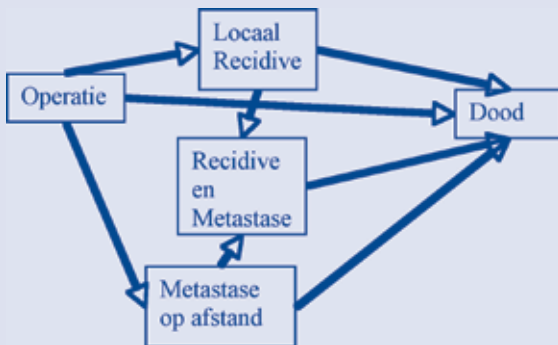 Locaal
Recidive
Operatie
Dood
Recidive
en
Metastase
Metastase
op afstand